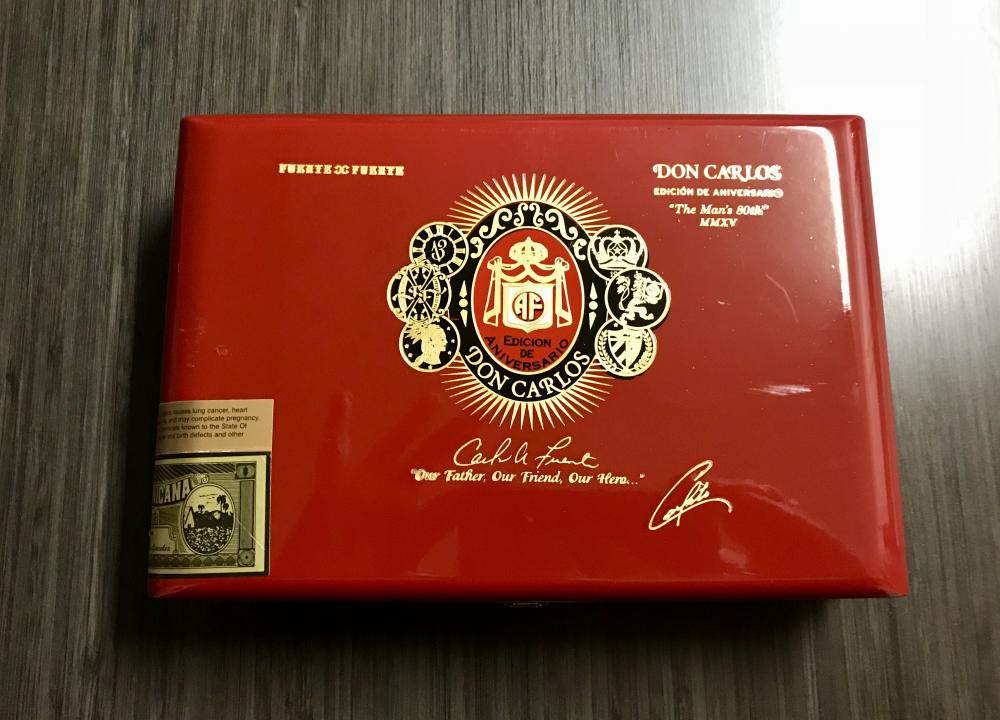 FUENTE FUENTE
DON CARLOS
EDICIÓN DE ANIVERSARIO
"The Man's 80th"
MMXV
13
AF
EDICION
DE
ANIVERSARIO
DON CARLOS
"Our Father, Our Friend, Our Hero..."
causes lung cancer, heart
and may complicate pregnancy.
known to the State Of
birth defects and other